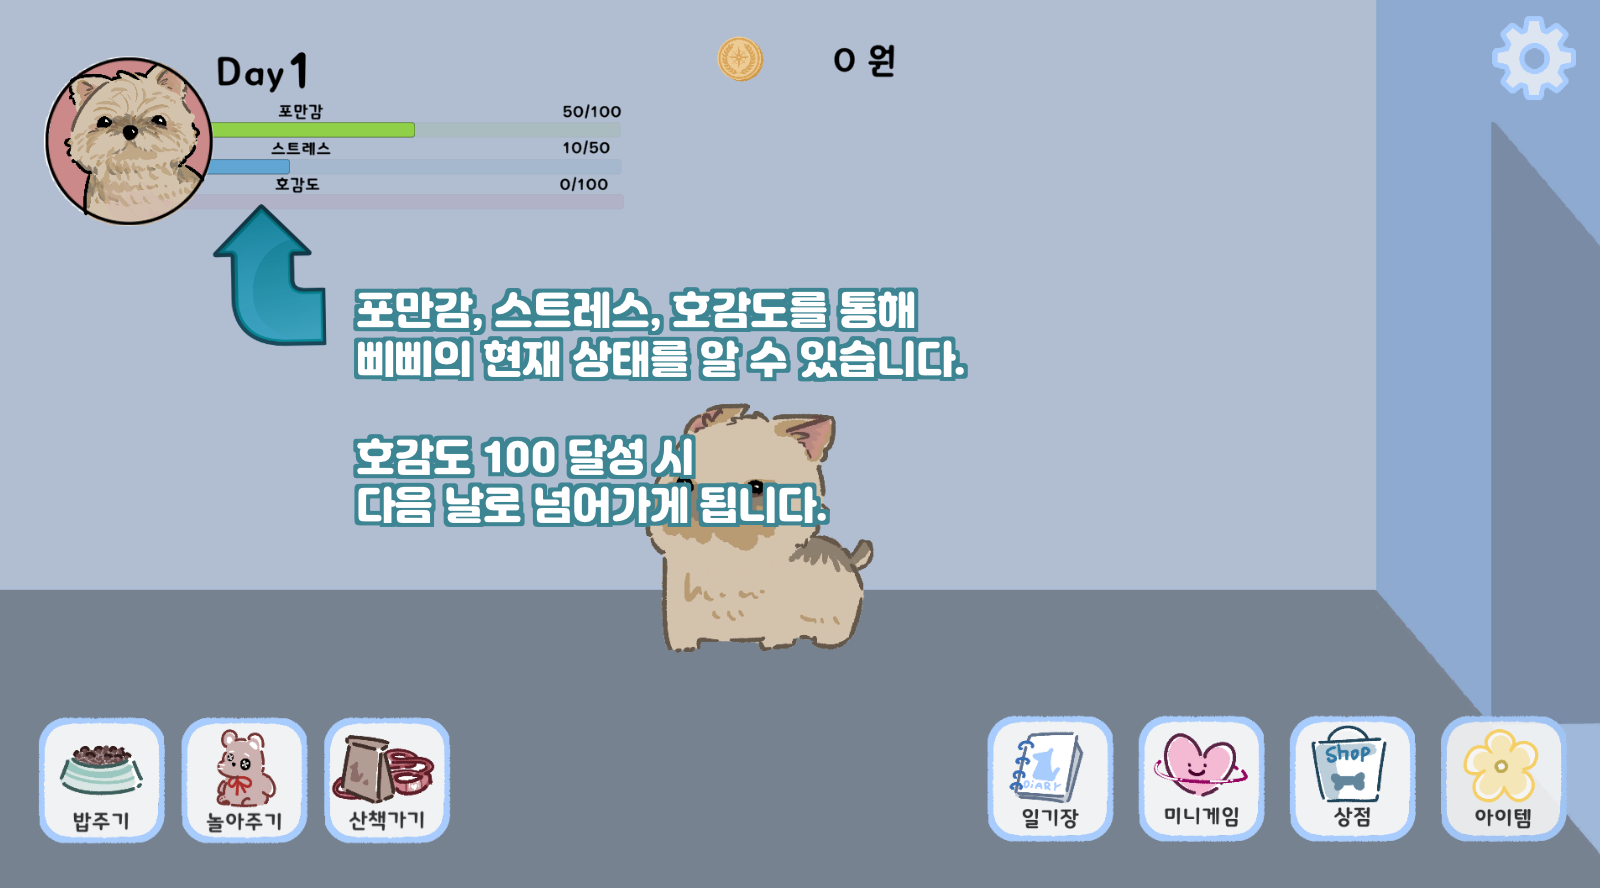 Day1
0 원
포만감 50/100
스트레스 10/50
호감도 0/100
포만감, 스트레스, 호감도를 통해
삐삐의 현재 상태를 알 수 있습니다.
호감도 100 달성 시
다음 날로 넘어가게 됩니다.
밥주기
놀아주기
산책가기
DiARY
일기장
미니게임
Shop
상점
아이템